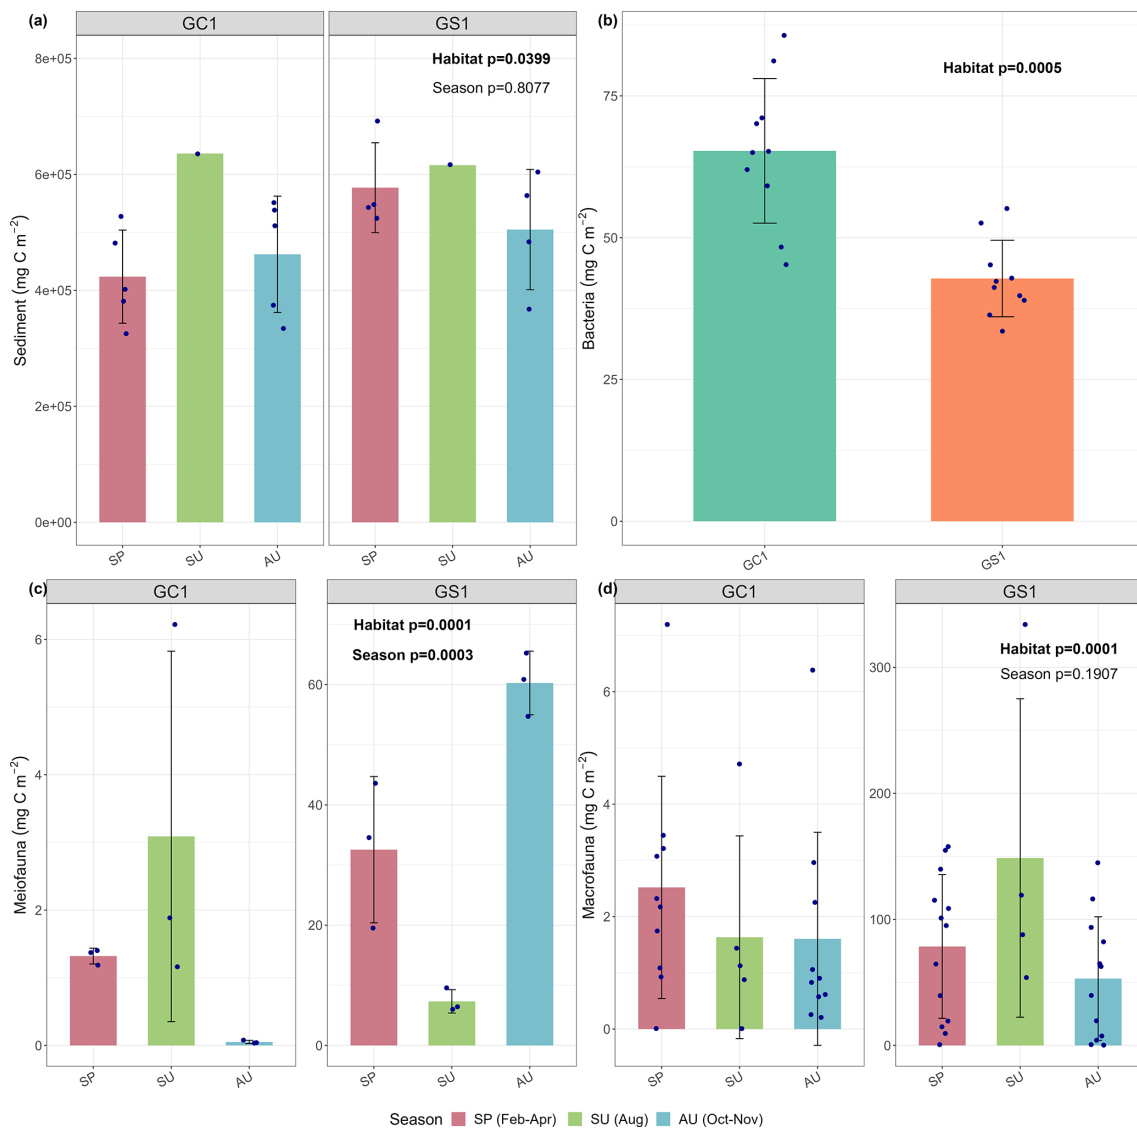 (a)
GC1
GS1
Habitat p=0.0399
Season p=0.8077
Sediment (mg C m−2)
8e+05
6e+05
4e+05
2e+05
0e+00
SP
SU
AU
SP
SU
AU
(b)
Habitat p=0.0005
Bacteria (mg C m−2)
75
50
25
0
GC1
GS1
(c)
GC1
GS1
Habitat p=0.0001
Season p=0.0003
Meiofauna (mg C m−2)
6
4
2
0
60
40
20
0
SP
SU
AU
SP
SU
AU
(d)
GC1
GS1
Habitat p=0.0001
Season p=0.1907
Macrofauna (mg C m−2)
6
4
2
0
300
200
100
0
SP
SU
AU
SP
SU
AU
Season SP (Feb-Apr) SU (Aug) AU (Oct-Nov)